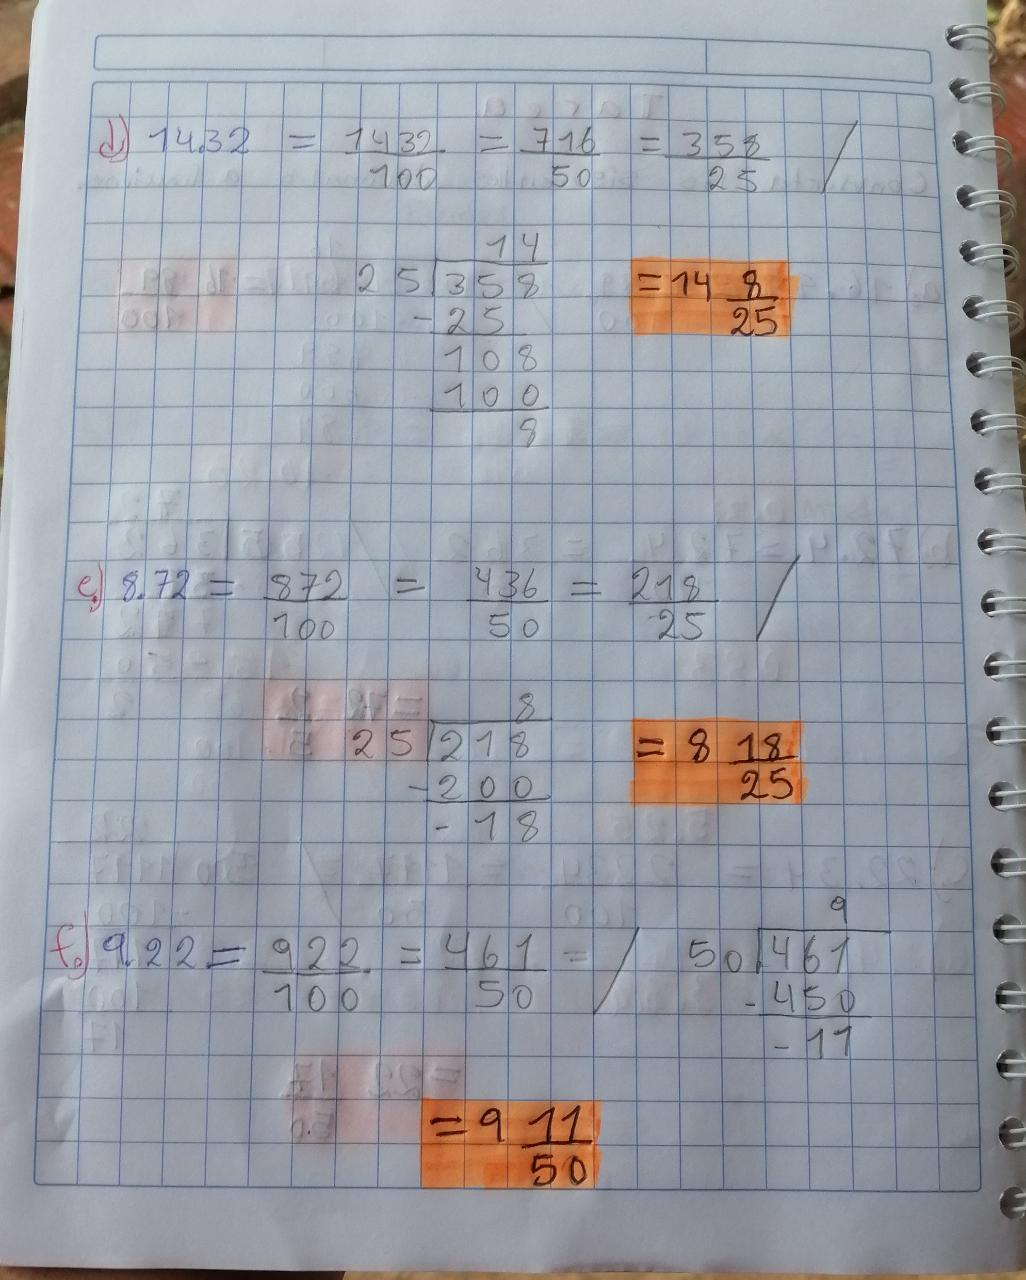 d) 14.32 = 1432/100 = 716/50 = 358/25 /
14
25 358
-25
108
100
8
= 14 8/25
e.) 8.72 = 872/100 = 436/50 = 218/25 /
8
25 218
-200
-18
= 8 18/25
f.) 9.22 = 922/100 = 461/50 = /
9
50 461
-450
-11
= 9 11/50